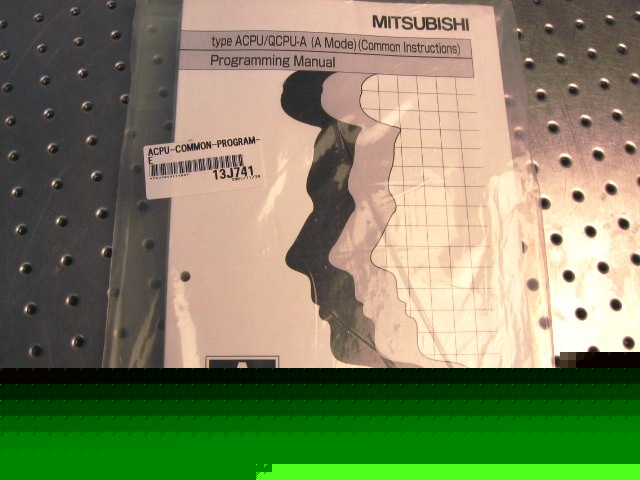 MITSUBISHI
type ACPU/QCPU-A (A Mode)(Common Instructions)
Programming Manual
ACPU-COMMON-PROGRAM-
E
13J741